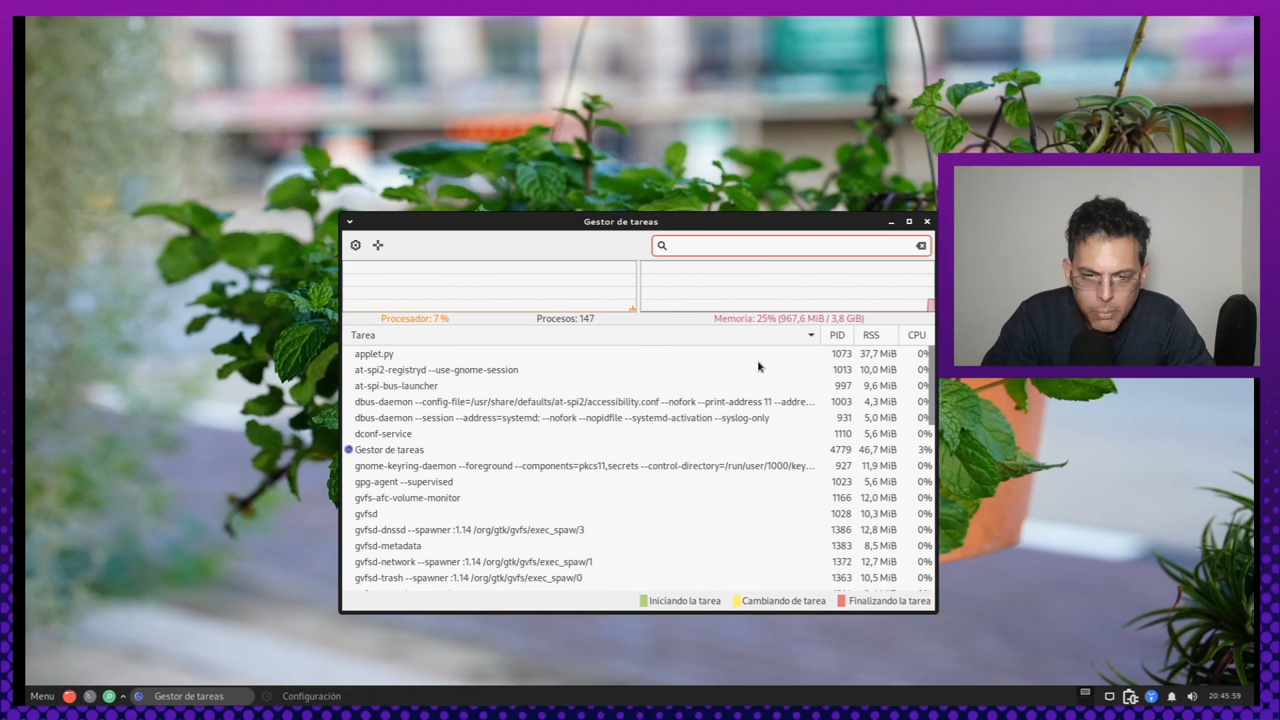 Gestor de tareas
Procesador: 7 %
Procesos: 147
Memoria: 25% (967,6 MiB / 3,8 GiB)
Tarea PID RSS CPU
applet.py 1073 37,7 MiB 0%
at-spi2-registryd --use-gnome-session 1013 10,0 MiB 0%
at-spi-bus-launcher 997 9,6 MiB 0%
dbus-daemon --config-file=/usr/share/defaults/at-spi2/accessibility.conf --nofork --print-address 11 --addre... 1003 4,3 MiB 0%
dbus-daemon --session --address=systemd: --nofork --nopidfile --systemd-activation --syslog-only 931 5,0 MiB 0%
dconf-service 1110 5,6 MiB 0%
Gestor de tareas 4779 46,7 MiB 3%
gnome-keyring-daemon --foreground --components=pkcs11,secrets --control-directory=/run/user/1000/key... 927 11,9 MiB 0%
gpg-agent --supervised 1023 5,6 MiB 0%
gvfs-afc-volume-monitor 1166 12,0 MiB 0%
gvfsd 1028 10,3 MiB 0%
gvfsd-dnssd --spawner :1.14 /org/gtk/gvfs/exec_spaw/3 1386 12,8 MiB 0%
gvfsd-metadata 1383 8,5 MiB 0%
gvfsd-network --spawner :1.14 /org/gtk/gvfs/exec_spaw/1 1372 12,7 MiB 0%
gvfsd-trash --spawner :1.14 /org/gtk/gvfs/exec_spaw/0 1363 10,5 MiB 0%
Iniciando la tarea Cambiando de tarea Finalizando la tarea
Menu Gestor de tareas Configuración 20:45:59